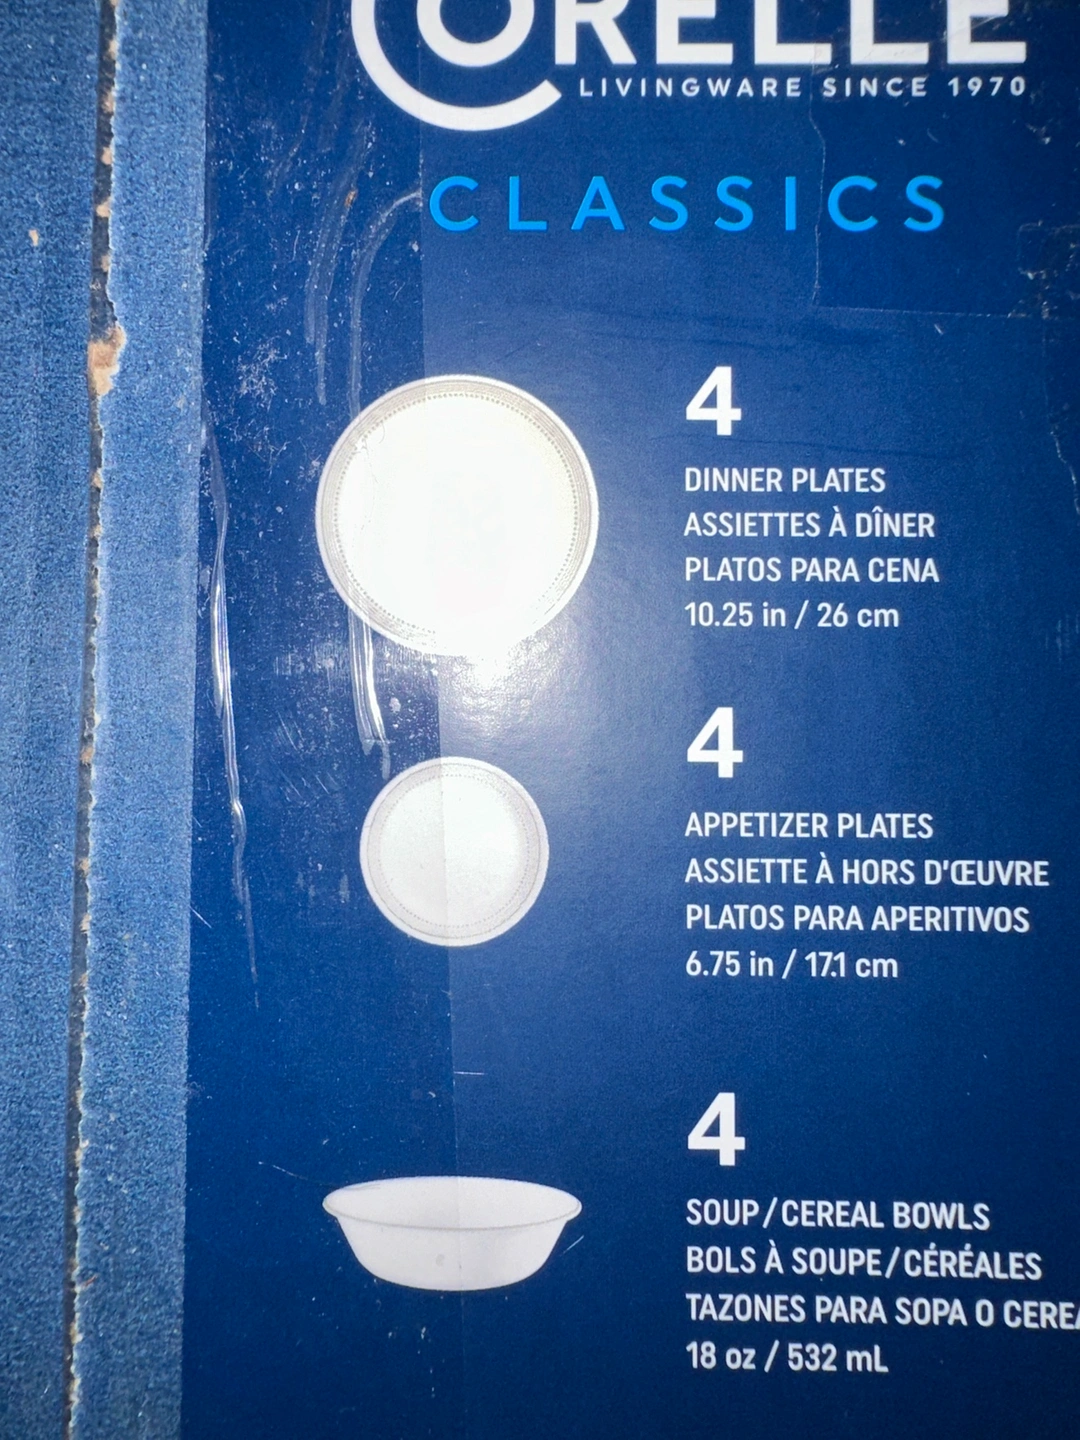 CORELLE
LIVINGWARE SINCE 1970
CLASSICS
4
DINNER PLATES
ASSIETTES À DÎNER
PLATOS PARA CENA
10.25 in / 26 cm
4
APPETIZER PLATES
ASSIETTE À HORS D'ŒUVRE
PLATOS PARA APERITIVOS
6.75 in / 17.1 cm
4
SOUP/CEREAL BOWLS
BOLS À SOUPE/CÉRÉALES
TAZONES PARA SOPA O
18 oz / 532 mL